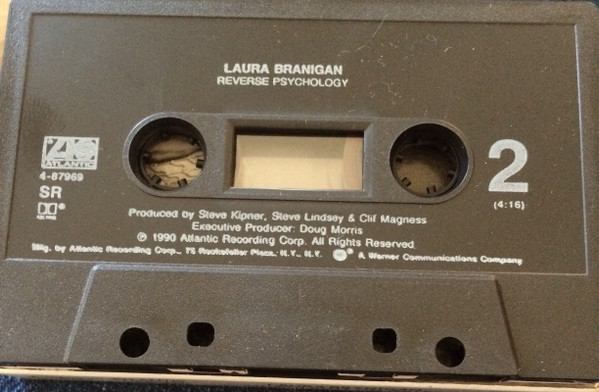 LAURA BRANIGAN
REVERSE PSYCHOLOGY
ATLANTIC
4-87969
SR
2
(4:16)
Produced by Steve Kipner, Steve Lindsey & Clif Magness
Executive Producer: Doug Morris
℗ 1990 Atlantic Recording Corp. All Rights Reserved
Mfg. by Atlantic Recording Corp., 75 Rockefeller Plaza, N.Y., N.Y. ® A Warner Communications Company